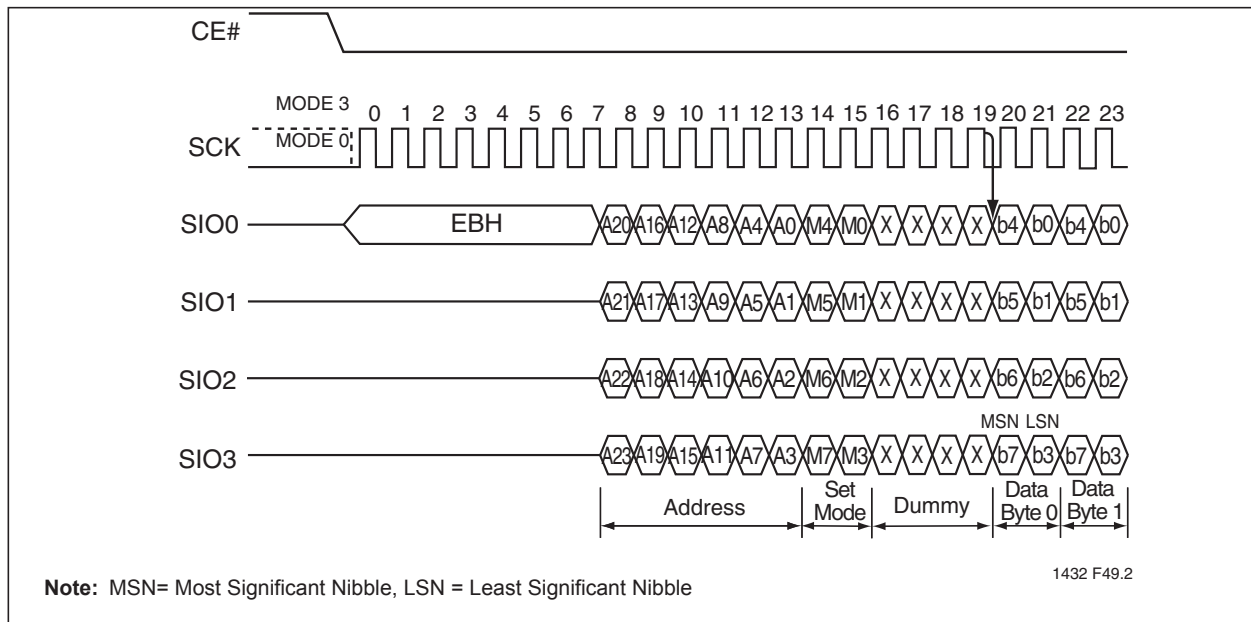 CE#
MODE 3
0 1 2 3 4 5 6 7 8 9 10 11 12 13 14 15 16 17 18 19 20 21 22 23
SCK
MODE 0
SIO0 EBH A20 A16 A12 A8 A4 A0 M4 M0 X X X X b4 b0 b4 b0
SIO1 A21 A17 A13 A9 A5 A1 M5 M1 X X X X b5 b1 b5 b1
SIO2 A22 A18 A14 A10 A6 A2 M6 M2 X X X X b6 b2 b6 b2
MSN LSN
SIO3 A23 A19 A15 A11 A7 A3 M7 M3 X X X X b7 b3 b7 b3
Address
Set
Mode
Dummy
Data
Byte 0
Data
Byte 1
1432 F49.2
Note: MSN= Most Significant Nibble, LSN = Least Significant Nibble